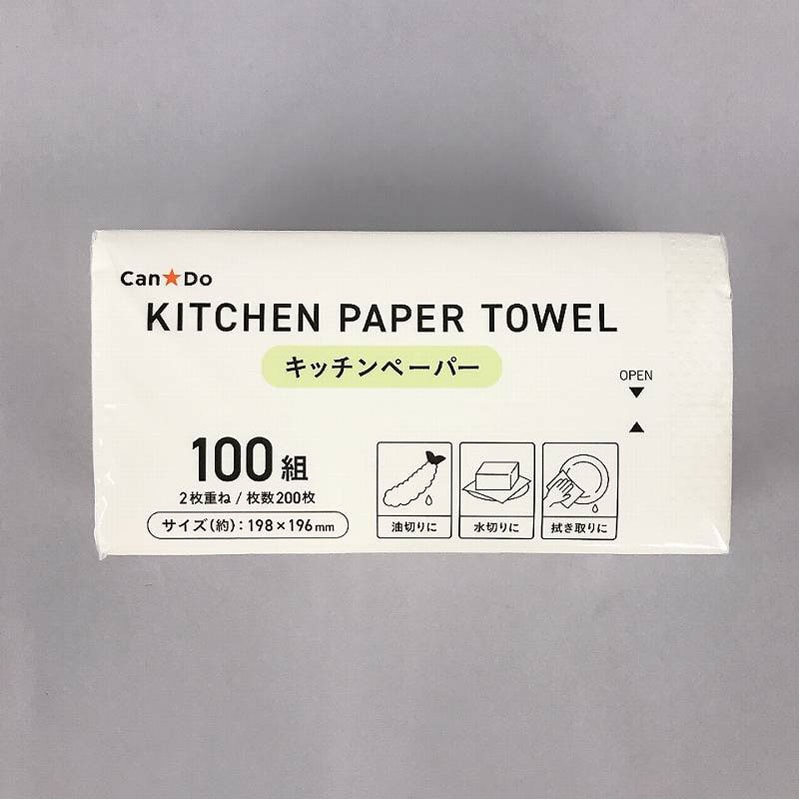 Can★Do
KITCHEN PAPER TOWEL
キッチンペーパー
OPEN
▼
▲
100組
2枚重ね / 枚数200枚
サイズ(約):198×196mm
油切りに
水切りに
拭き取りに